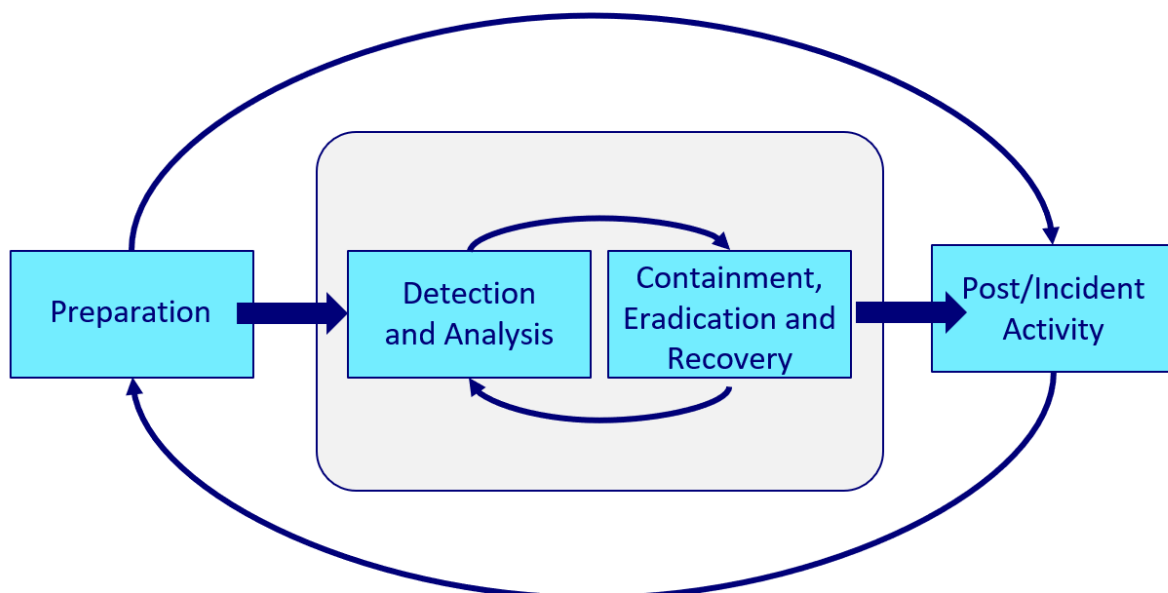 Preparation
Detection
and Analysis
Containment,
Eradication and
Recovery
Post/Incident
Activity